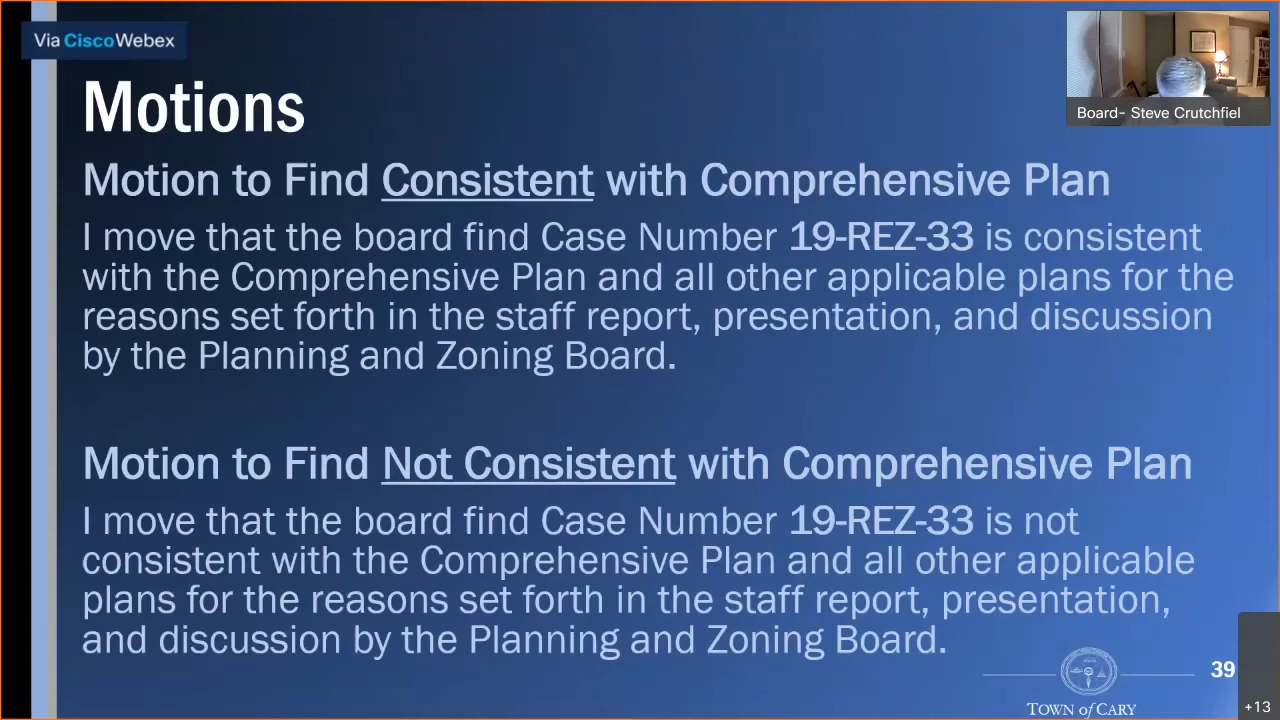 Via Cisco Webex
Board- Steve Crutchfiel
Motions
Motion to Find Consistent with Comprehensive Plan
I move that the board find Case Number 19-REZ-33 is consistent
with the Comprehensive Plan and all other applicable plans for the
reasons set forth in the staff report, presentation, and discussion
by the Planning and Zoning Board.
Motion to Find Not Consistent with Comprehensive Plan
I move that the board find Case Number 19-REZ-33 is not
consistent with the Comprehensive Plan and all other applicable
plans for the reasons set forth in the staff report, presentation,
and discussion by the Planning and Zoning Board.
39
TOWN of CARY
+13